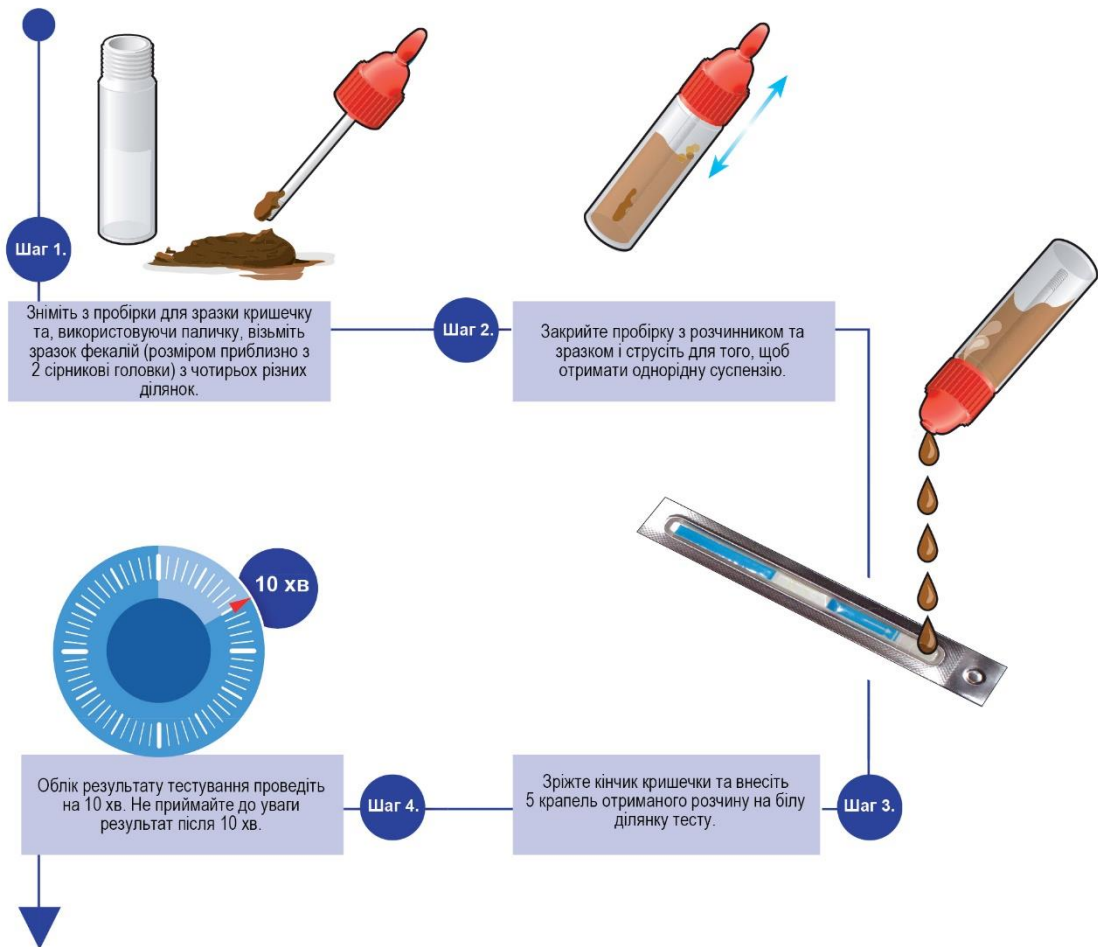 Шаг 1.
Зніміть з пробірки для зразки кришечку
та, використовуючи паличку, візьміть
зразок фекалій (розміром приблизно з
2 сірникові головки) з чотирьох різних
ділянок.
Шаг 2.
Закрийте пробірку з розчинником та
зразком і струсіть для того, щоб
отримати однорідну суспензію.
Шаг 3.
Зріжте кінчик кришечки та внесіть
5 крапель отриманого розчину на білу
ділянку тесту.
10 хв
Шаг 4.
Облік результату тестування проведіть
на 10 хв. Не приймайте до уваги
результат після 10 хв.